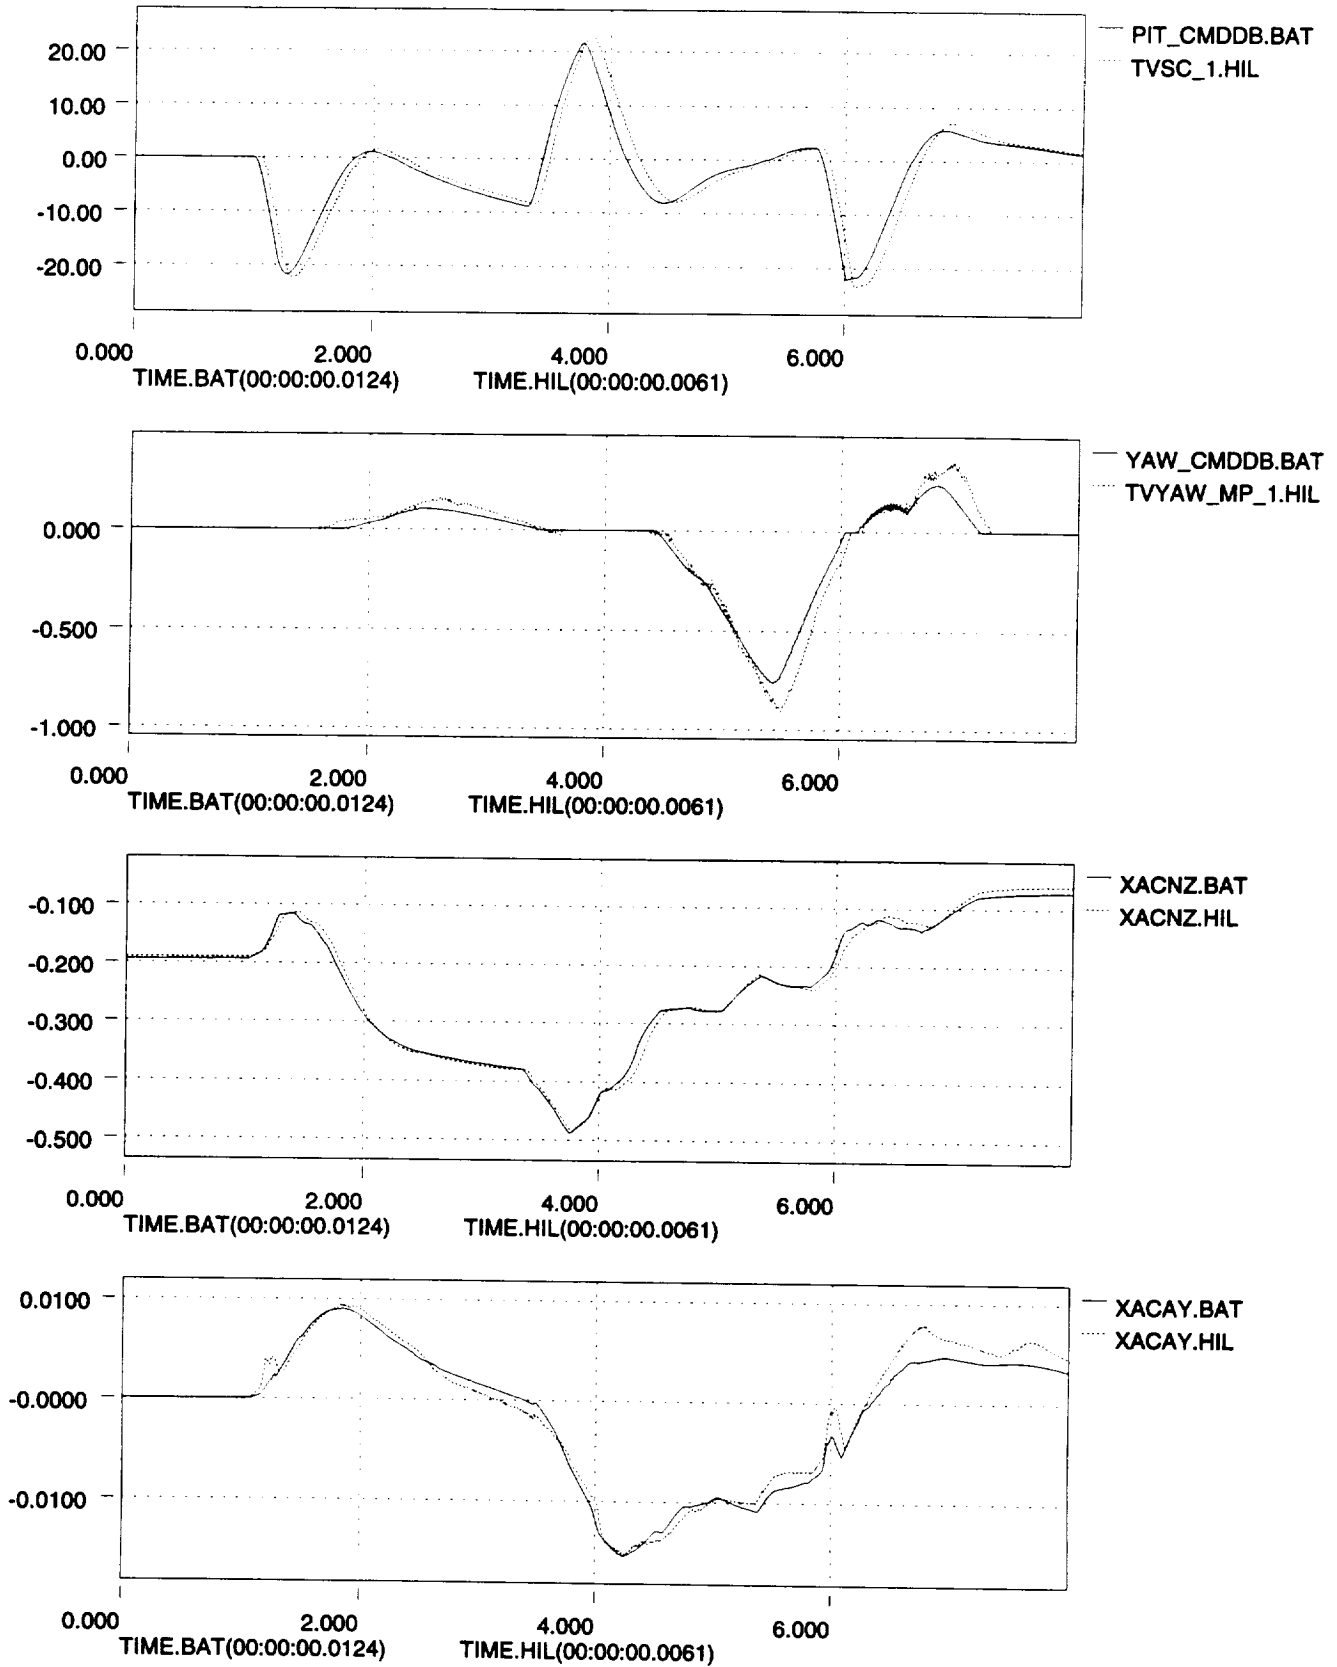 PIT_CMDDB.BAT
TVSC_1.HIL
20.00
10.00
0.00
-10.00
-20.00
0.000 2.000 4.000 6.000
TIME.BAT(00:00:00.0124) TIME.HIL(00:00:00.0061)
YAW_CMDDB.BAT
TVYAW_MP_1.HIL
0.000
-0.500
-1.000
0.000 2.000 4.000 6.000
TIME.BAT(00:00:00.0124) TIME.HIL(00:00:00.0061)
XACNZ.BAT
XACNZ.HIL
-0.100
-0.200
-0.300
-0.400
-0.500
0.000 2.000 4.000 6.000
TIME.BAT(00:00:00.0124) TIME.HIL(00:00:00.0061)
XACAY.BAT
XACAY.HIL
0.0100
-0.0000
-0.0100
0.000 2.000 4.000 6.000
TIME.BAT(00:00:00.0124) TIME.HIL(00:00:00.0061)